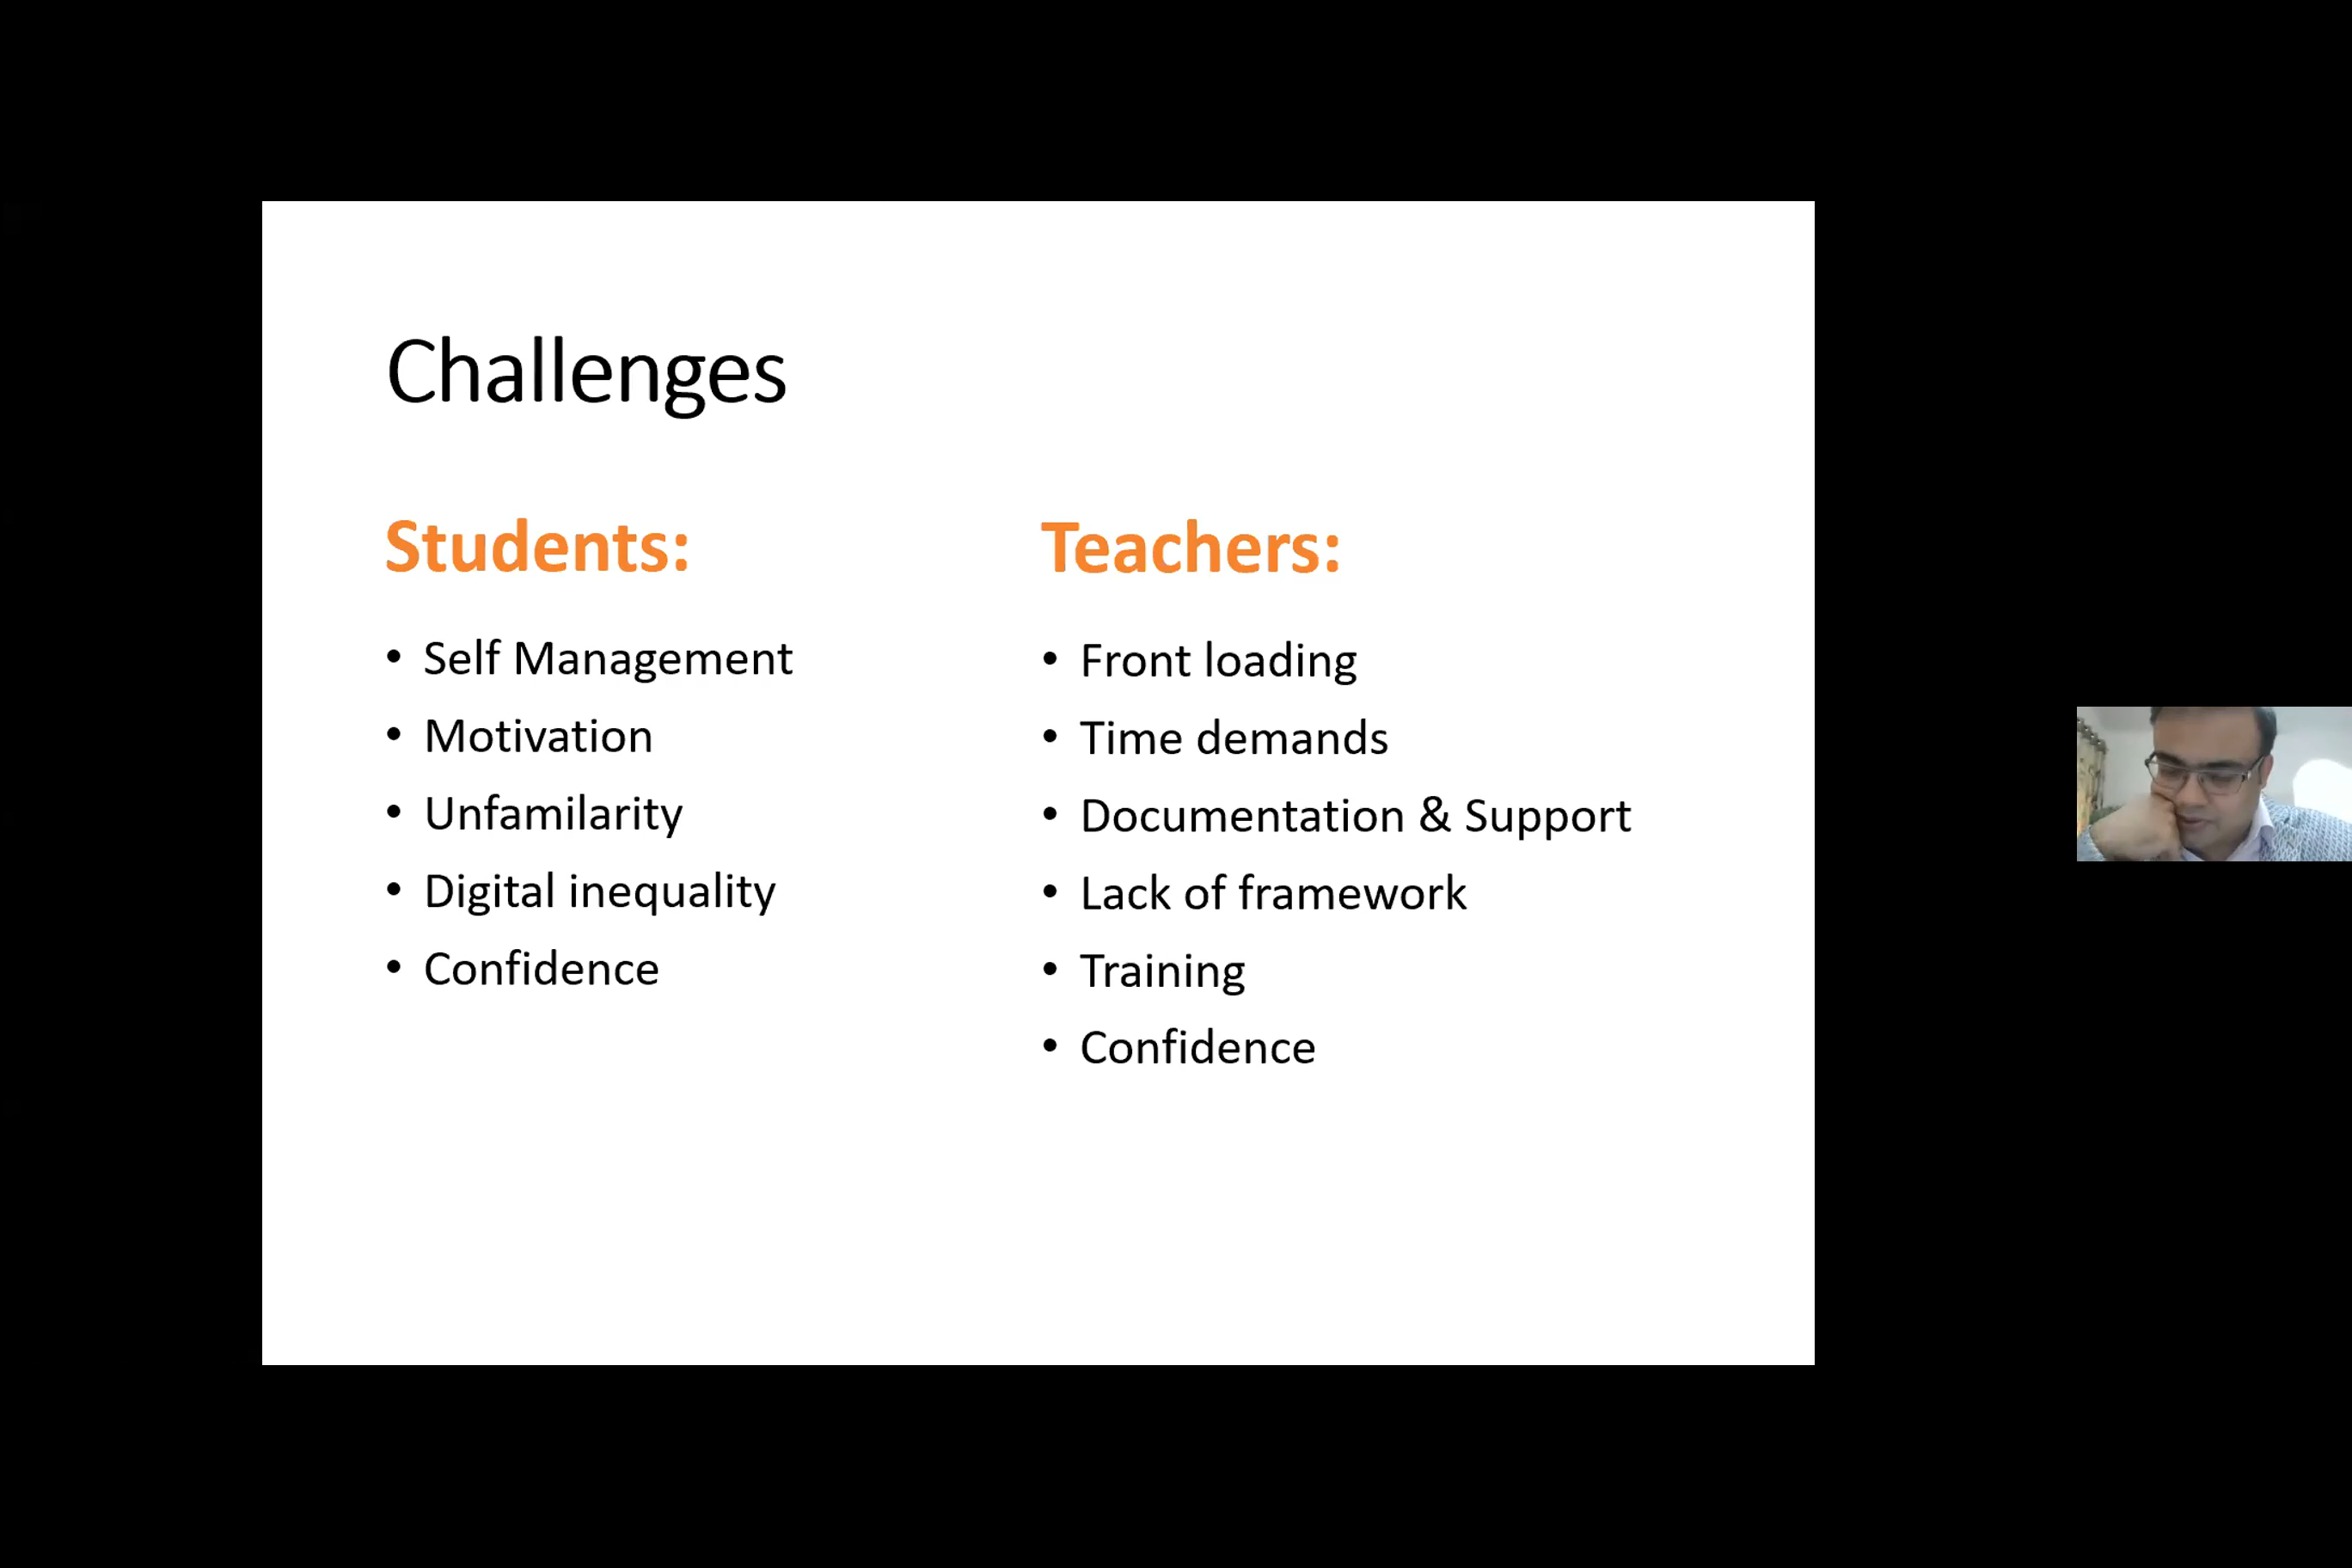 Challenges
Students:
• Self Management
• Motivation
• Unfamilarity
• Digital inequality
• Confidence
Teachers:
• Front loading
• Time demands
• Documentation & Support
• Lack of framework
• Training
• Confidence